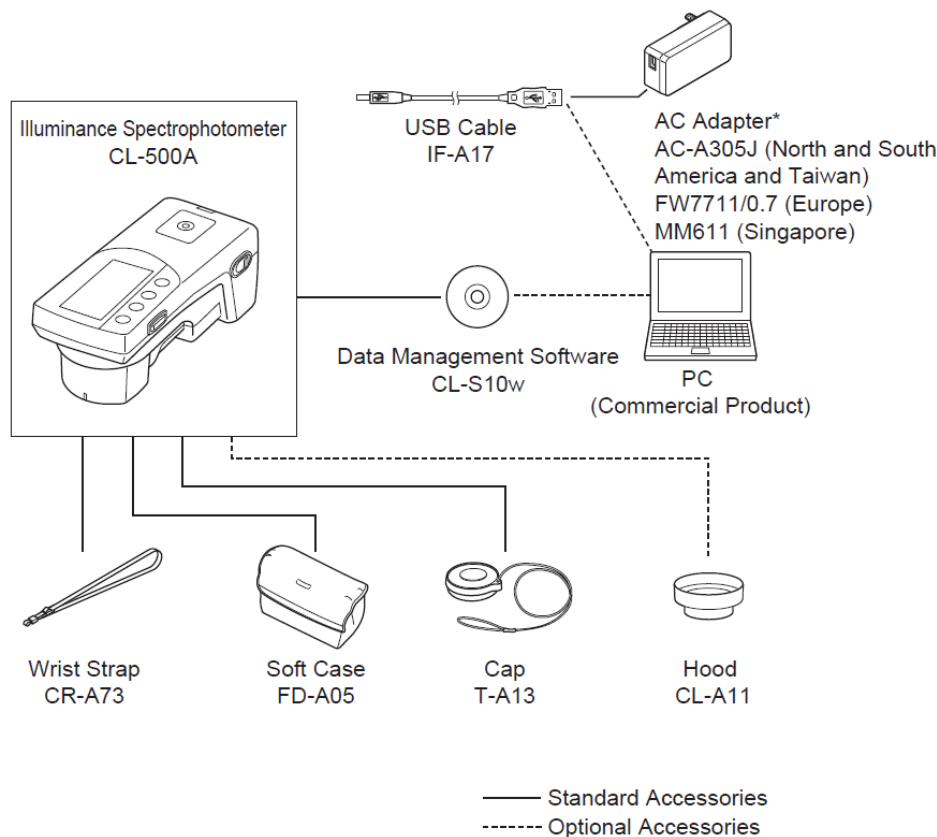 Illuminance Spectrophotometer
CL-500A
USB Cable
IF-A17
AC Adapter*
AC-A305J (North and South
America and Taiwan)
FW7711/0.7 (Europe)
MM611 (Singapore)
Data Management Software
CL-S10w
PC
(Commercial Product)
Wrist Strap
CR-A73
Soft Case
FD-A05
Cap
T-A13
Hood
CL-A11
Standard Accessories
Optional Accessories